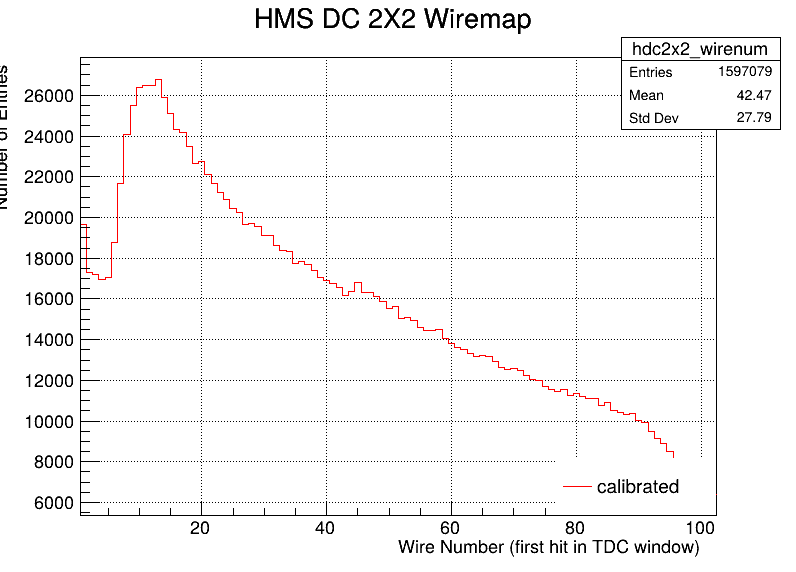 HMS DC 2X2 Wiremap
hdc2x2_wirenum
Entries 1597079
Mean 42.47
Std Dev 27.79
Number of Entries
26000
24000
22000
20000
18000
16000
14000
12000
10000
8000
6000
calibrated
20 40 60 80 100
Wire Number (first hit in TDC window)